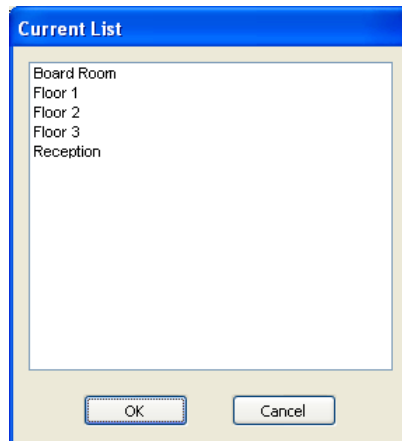 Current List
Board Room
Floor 1
Floor 2
Floor 3
Reception
OK Cancel